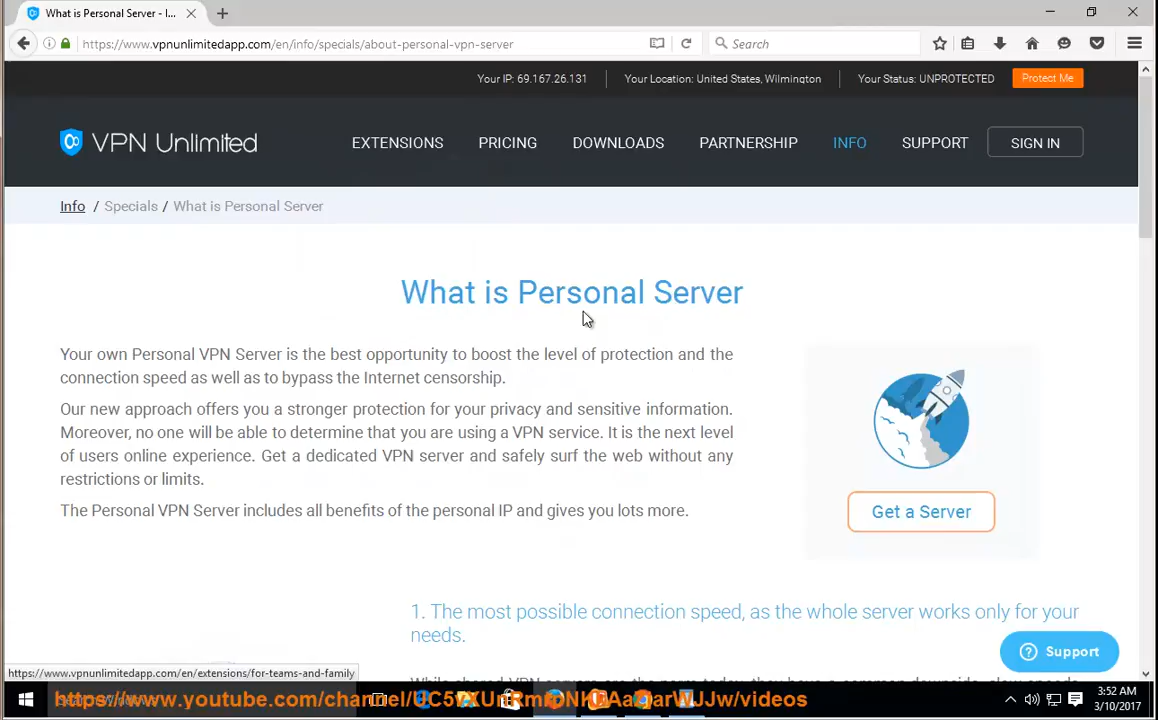 What is Personal Server - I...
https://www.vpnunlimitedapp.com/en/info/specials/about-personal-vpn-server
Search
Your IP: 69.167.26.131
Your Location: United States, Wilmington
Your Status: UNPROTECTED
Protect Me
VPN Unlimited
EXTENSIONS
PRICING
DOWNLOADS
PARTNERSHIP
INFO
SUPPORT
SIGN IN
Info / Specials / What is Personal Server
What is Personal Server
Your own Personal VPN Server is the best opportunity to boost the level of protection and the
connection speed as well as to bypass the Internet censorship.
Our new approach offers you a stronger protection for your privacy and sensitive information.
Moreover, no one will be able to determine that you are using a VPN service. It is the next level
of users online experience. Get a dedicated VPN server and safely surf the web without any
restrictions or limits.
The Personal VPN Server includes all benefits of the personal IP and gives you lots more.
Get a Server
1. The most possible connection speed, as the whole server works only for your
needs.
Support
https://www.vpnunlimitedapp.com/en/extensions/for-teams-and-family
3:52 AM
3/10/2017